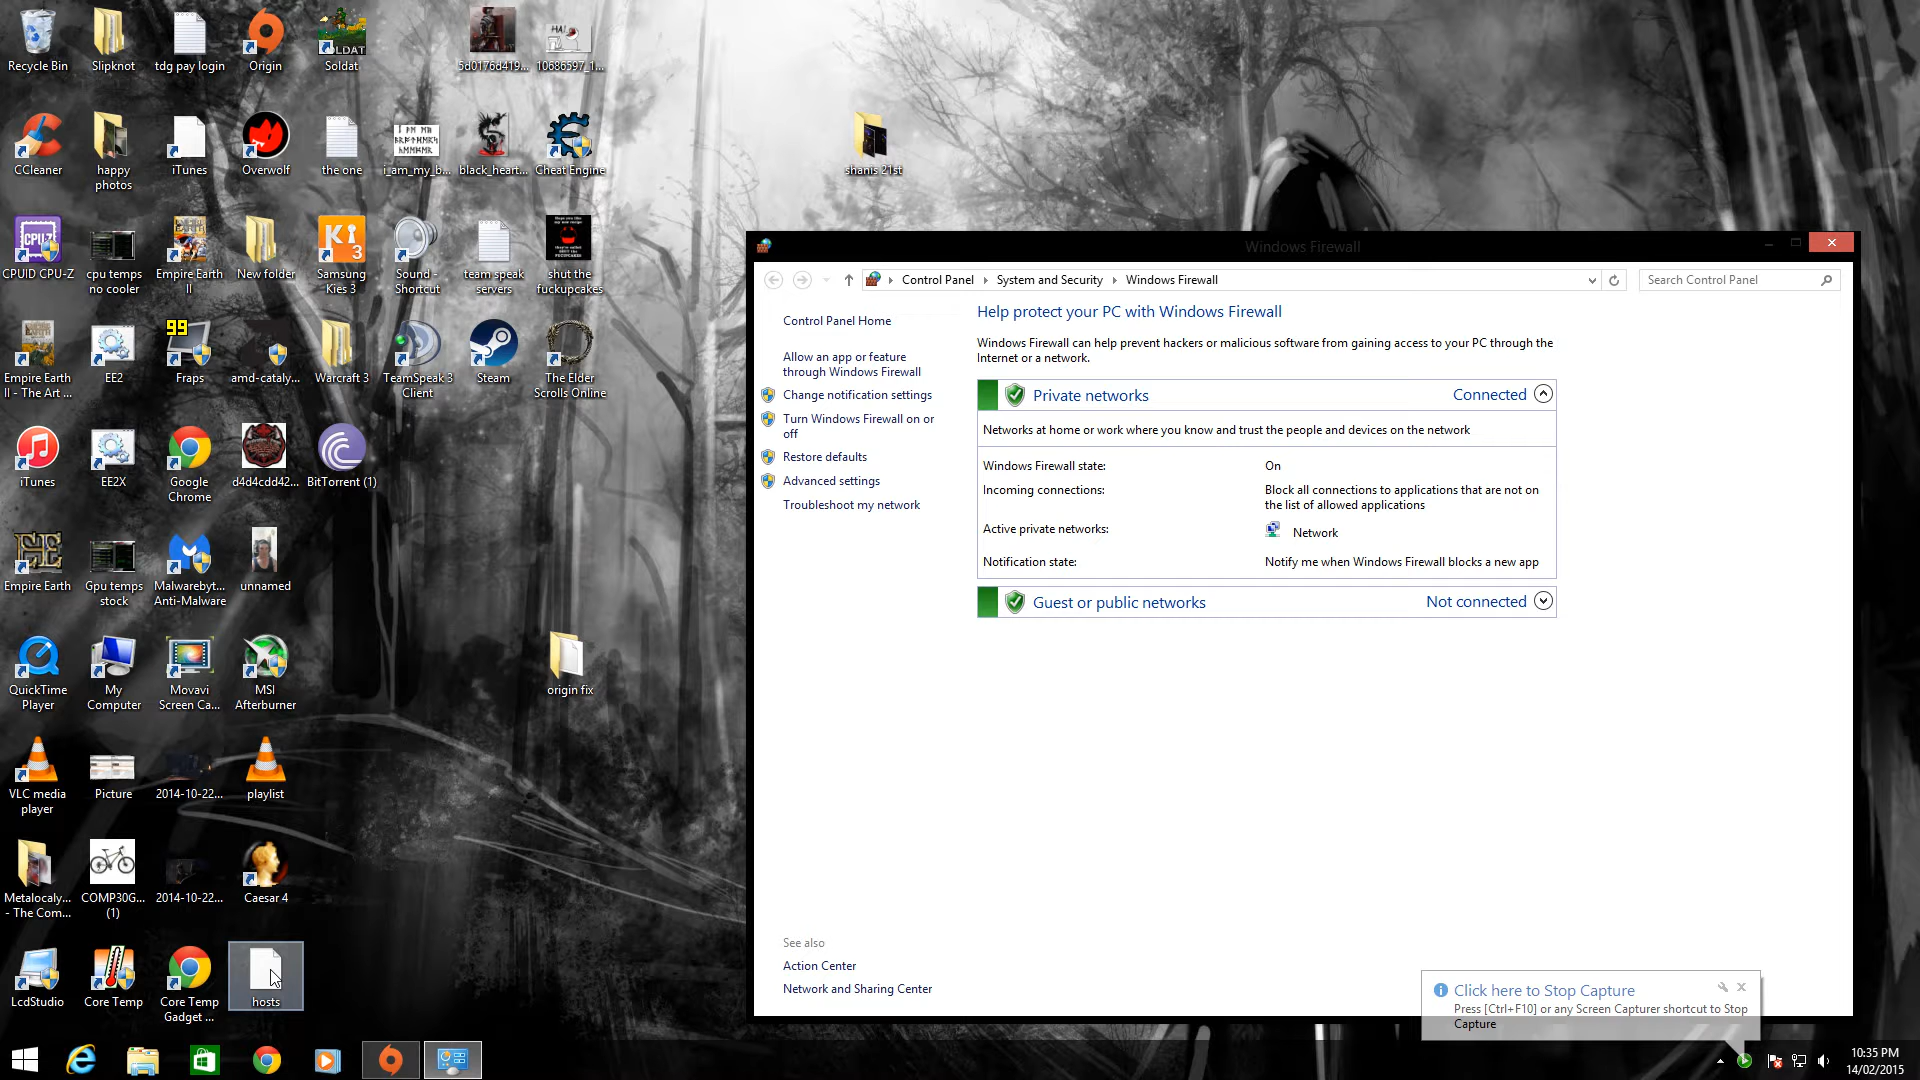 Recycle Bin
Slipknot
tdg pay login
Origin
SOLDAT
Soldat
5d0176d419...
HA!
10686597_1...
CCleaner
happy
photos
iTunes
Overwolf
the one
i_am_my_b...
black_heart...
Cheat Engine
shanis 21st
CPU-Z
CPUID CPU-Z
cpu temps
no cooler
Empire Earth
II
New folder
Ki
3
Samsung
Kies 3
Sound -
Shortcut
team speak
servers
shut the
fuckupcakes
Empire Earth
II - The Art ...
EE2
99
Fraps
amd-cataly...
Warcraft 3
TeamSpeak 3
Client
Steam
The Elder
Scrolls Online
iTunes
EE2X
Google
Chrome
d4d4cdd42...
BitTorrent (1)
EE
Empire Earth
Gpu temps
stock
Malwarebyt...
Anti-Malware
unnamed
QuickTime
Player
My
Computer
Movavi
Screen Ca...
MSI
Afterburner
origin fix
VLC media
player
Picture
2014-10-22...
playlist
Metalocaly...
- The Com...
COMP30G...
(1)
2014-10-22...
Caesar 4
LcdStudio
Core Temp
Core Temp
Gadget ...
hosts
Windows Firewall
Control Panel
System and Security
Windows Firewall
Search Control Panel
Control Panel Home
Allow an app or feature
through Windows Firewall
Change notification settings
Turn Windows Firewall on or
off
Restore defaults
Advanced settings
Troubleshoot my network
Help protect your PC with Windows Firewall
Windows Firewall can help prevent hackers or malicious software from gaining access to your PC through the
Internet or a network.
Private networks
Connected
Networks at home or work where you know and trust the people and devices on the network
Windows Firewall state:
On
Incoming connections:
Block all connections to applications that are not on
the list of allowed applications
Active private networks:
Network
Notification state:
Notify me when Windows Firewall blocks a new app
Guest or public networks
Not connected
See also
Action Center
Network and Sharing Center
Click here to Stop Capture
Press [Ctrl+F10] or any Screen Capturer shortcut to Stop
Capture
10:35 PM
14/02/2015